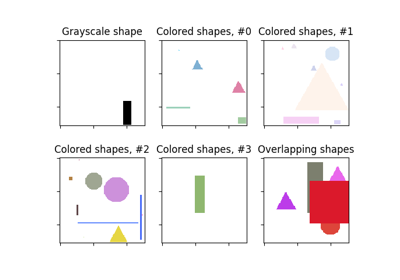 Grayscale shape
Colored shapes, #0
Colored shapes, #1
Colored shapes, #2
Colored shapes, #3
Overlapping shapes